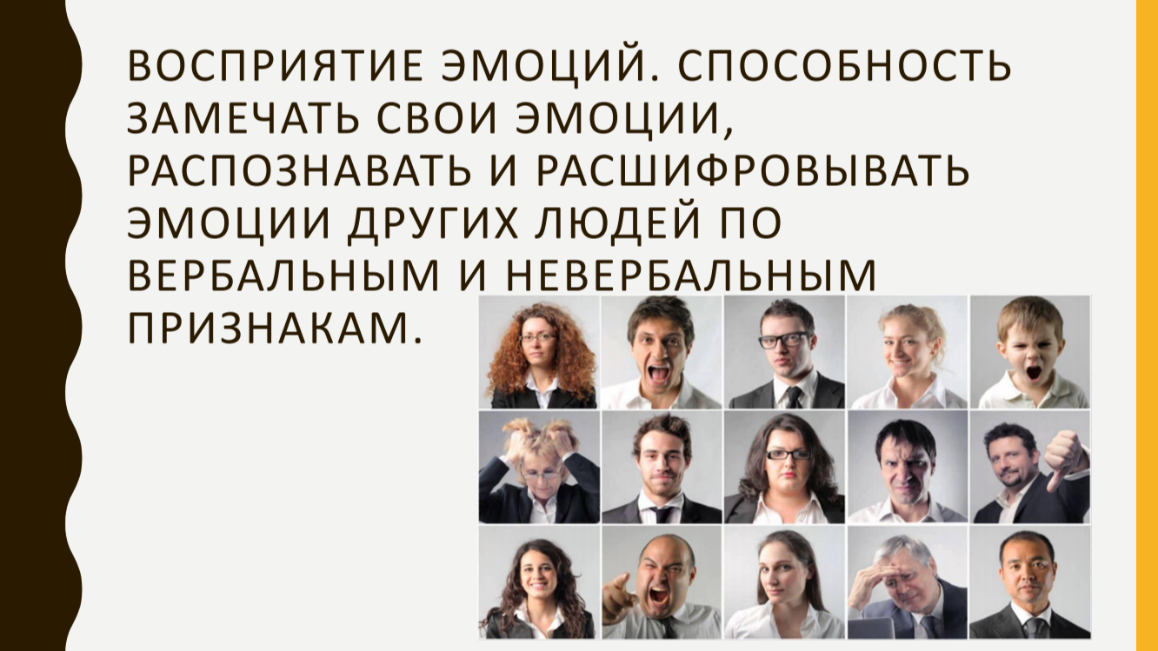 ВОСПРИЯТИЕ ЭМОЦИЙ. СПОСОБНОСТЬ
ЗАМЕЧАТЬ СВОИ ЭМОЦИИ,
РАСПОЗНАВАТЬ И РАСШИФРОВЫВАТЬ
ЭМОЦИИ ДРУГИХ ЛЮДЕЙ ПО
ВЕРБАЛЬНЫМ И НЕВЕРБАЛЬНЫМ
ПРИЗНАКАМ.